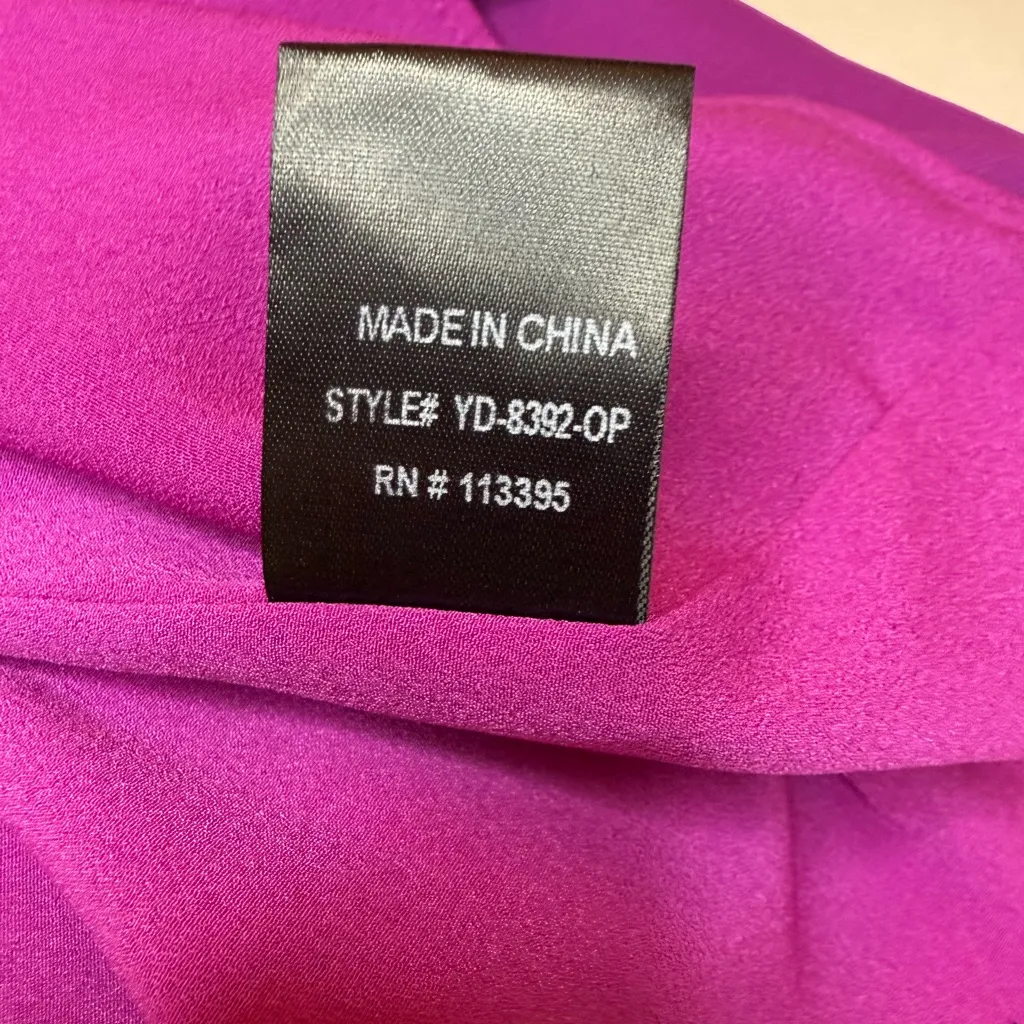 MADE IN CHINA
STYLE# YD-8392-OP
RN # 113395